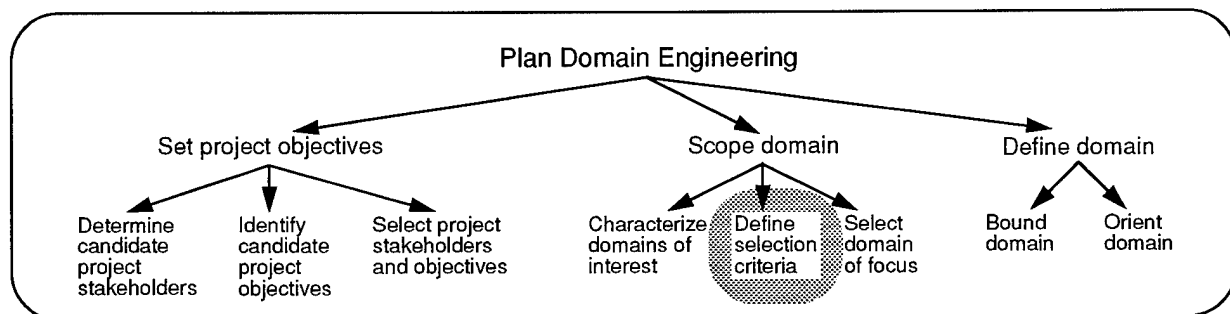 Plan Domain Engineering
Set project objectives
Scope domain
Define domain
Determine
candidate
project
stakeholders
Identify
candidate
project
objectives
Select project
stakeholders
and objectives
Characterize
domains of
interest
Define
selection
criteria
Select
domain
of focus
Bound
domain
Orient
domain